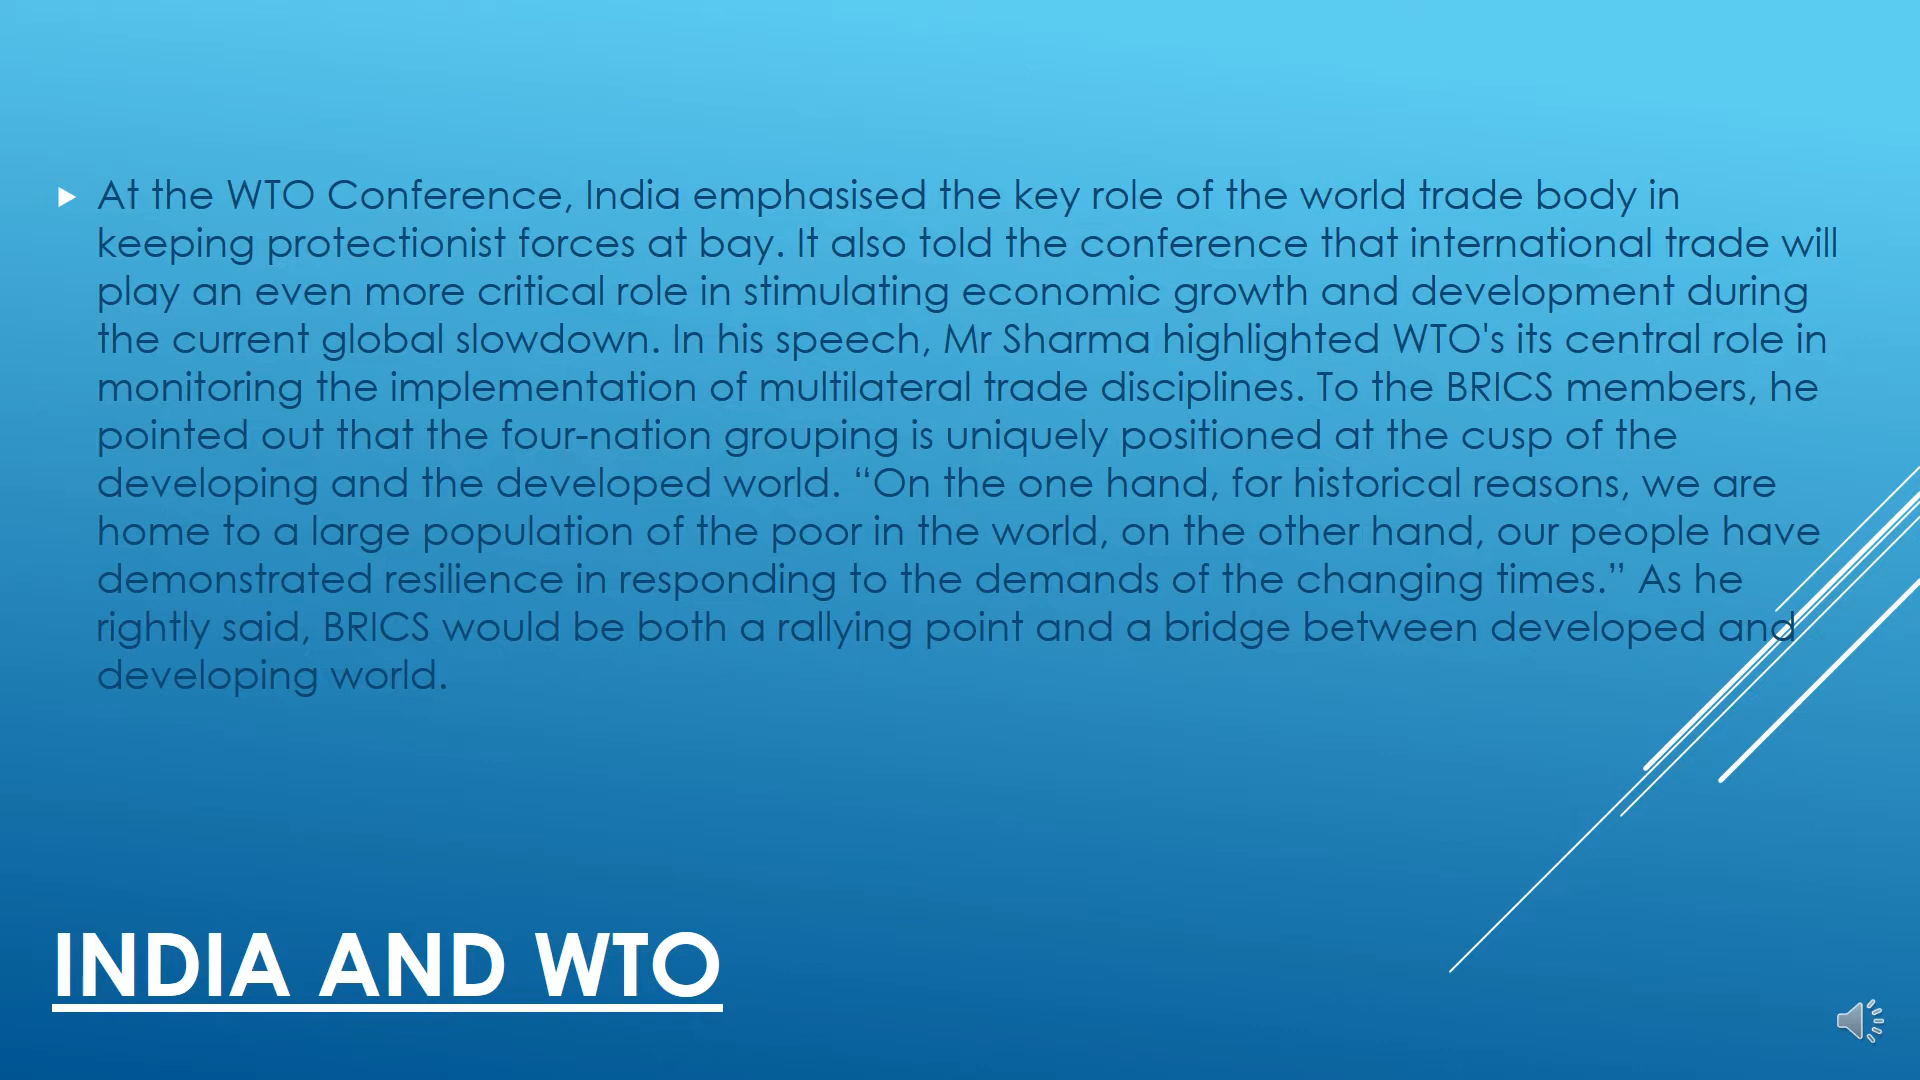 At the WTO Conference, India emphasised the key role of the world trade body in
keeping protectionist forces at bay. It also told the conference that international trade will
play an even more critical role in stimulating economic growth and development during
the current global slowdown. In his speech, Mr Sharma highlighted WTO's its central role in
monitoring the implementation of multilateral trade disciplines. To the BRICS members, he
pointed out that the four-nation grouping is uniquely positioned at the cusp of the
developing and the developed world. “On the one hand, for historical reasons, we are
home to a large population of the poor in the world, on the other hand, our people have
demonstrated resilience in responding to the demands of the changing times.” As he
rightly said, BRICS would be both a rallying point and a bridge between developed and
developing world.
INDIA AND WTO